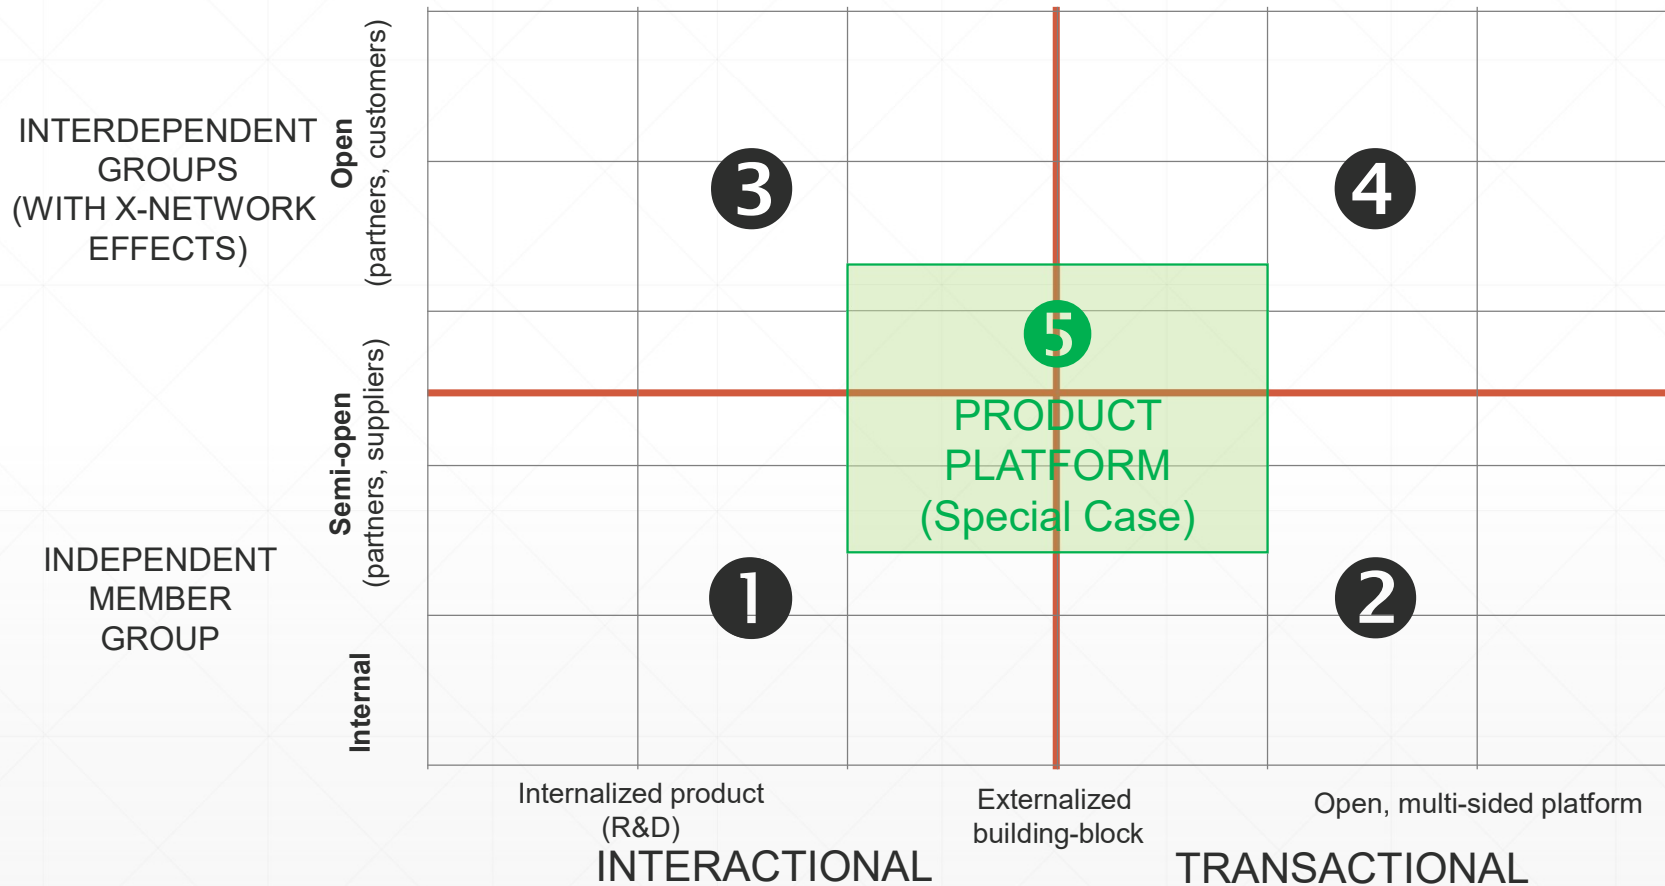 INTERDEPENDENT
GROUPS
(WITH X-NETWORK
EFFECTS)
Open
(partners, customers)
3
4
5
PRODUCT
PLATFORM
(Special Case)
Semi-open
(partners, suppliers)
INDEPENDENT
MEMBER
GROUP
1
2
Internal
Internalized product
(R&D)
Externalized
building-block
Open, multi-sided platform
INTERACTIONAL
TRANSACTIONAL